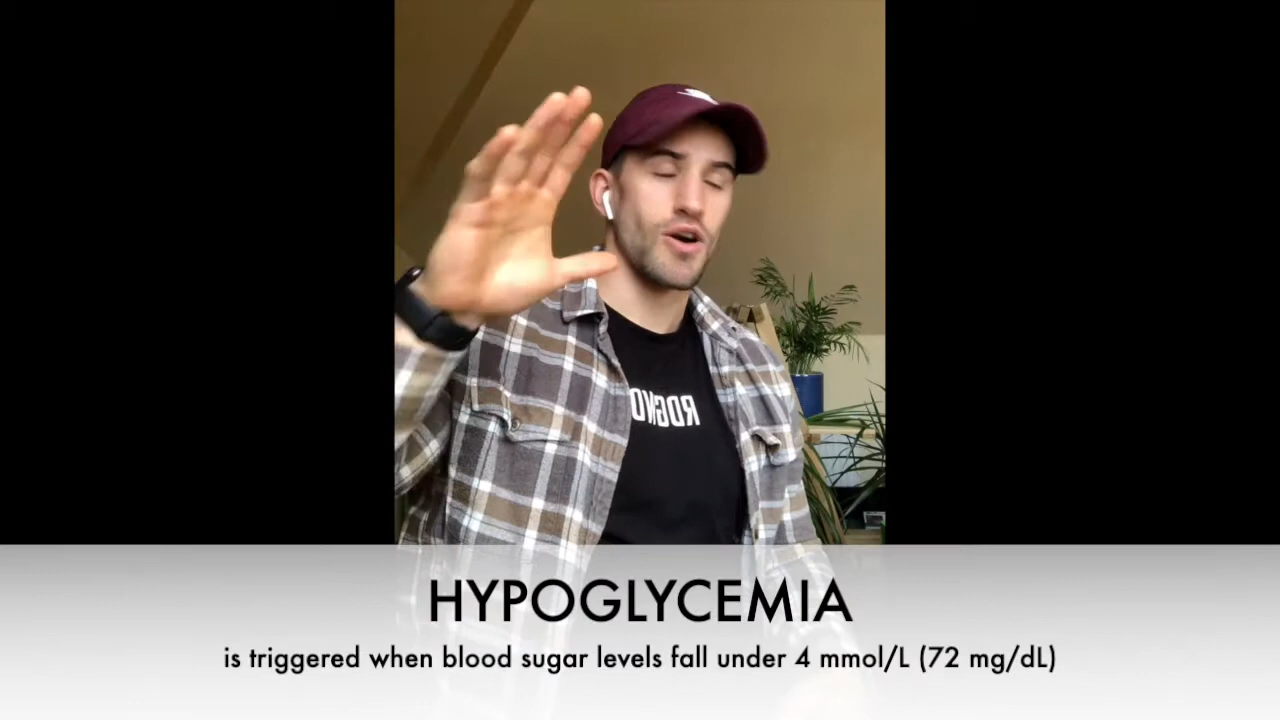 HYPOGLYCEMIA
is triggered when blood sugar levels fall under 4 mmol/L (72 mg/dL)